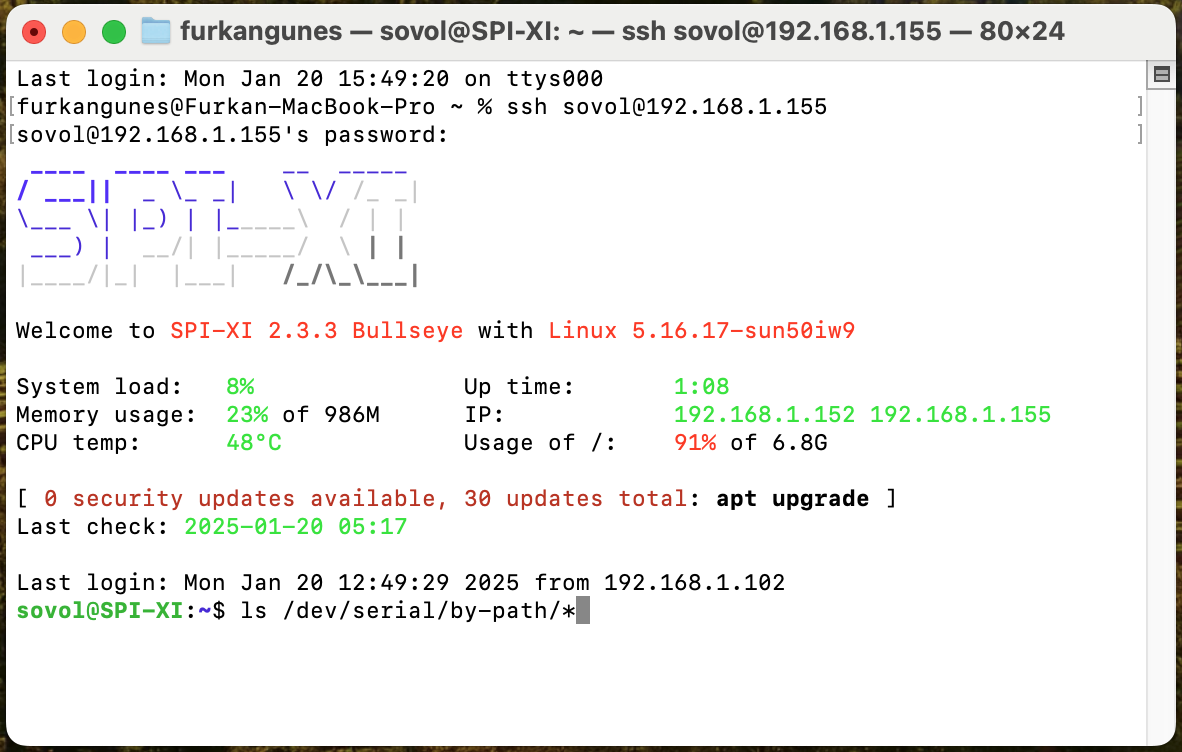 furkangunes — sovol@SPI-XI: ~ — ssh sovol@192.168.1.155 — 80×24
Last login: Mon Jan 20 15:49:20 on ttys000
[furkangunes@Furkan-MacBook-Pro ~ % ssh sovol@192.168.1.155 ]
[sovol@192.168.1.155's password: ]
SPI-XI
Welcome to SPI-XI 2.3.3 Bullseye with Linux 5.16.17-sun50iw9
System load: 8% Up time: 1:08
Memory usage: 23% of 986M IP: 192.168.1.152 192.168.1.155
CPU temp: 48°C Usage of /: 91% of 6.8G
[ 0 security updates available, 30 updates total: apt upgrade ]
Last check: 2025-01-20 05:17
Last login: Mon Jan 20 12:49:29 2025 from 192.168.1.102
sovol@SPI-XI:~$ ls /dev/serial/by-path/*